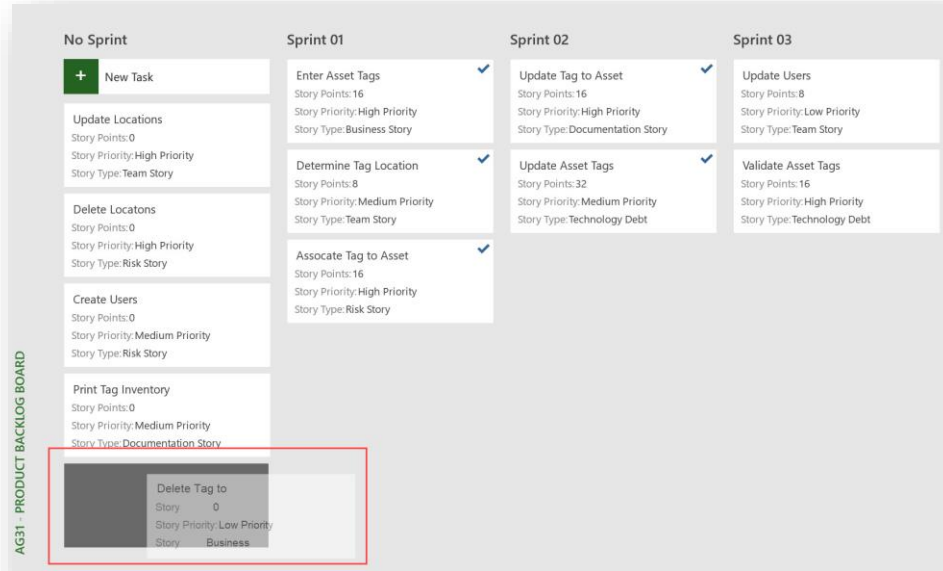 No Sprint
+ New Task
Update Locations
Story Points:0
Story Priority:High Priority
Story Type:Team Story
Delete Locatons
Story Points:0
Story Priority:High Priority
Story Type:Risk Story
Create Users
Story Points:0
Story Priority:Medium Priority
Story Type:Risk Story
Print Tag Inventory
Story Points:0
Story Priority:Medium Priority
Story Type:Documentation Story
Delete Tag to
Story 0
Story Priority:Low Priority
Story Business
Sprint 01
Enter Asset Tags
Story Points:16
Story Priority:High Priority
Story Type:Business Story
Determine Tag Location
Story Points:8
Story Priority:Medium Priority
Story Type:Team Story
Assocate Tag to Asset
Story Points:16
Story Priority:High Priority
Story Type:Risk Story
Sprint 02
Update Tag to Asset
Story Points:16
Story Priority:High Priority
Story Type:Documentation Story
Update Asset Tags
Story Points:32
Story Priority:Medium Priority
Story Type:Technology Debt
Sprint 03
Update Users
Story Points:8
Story Priority:Low Priority
Story Type:Team Story
Validate Asset Tags
Story Points:16
Story Priority:High Priority
Story Type:Technology Debt
AG31 - PRODUCT BACKLOG BOARD